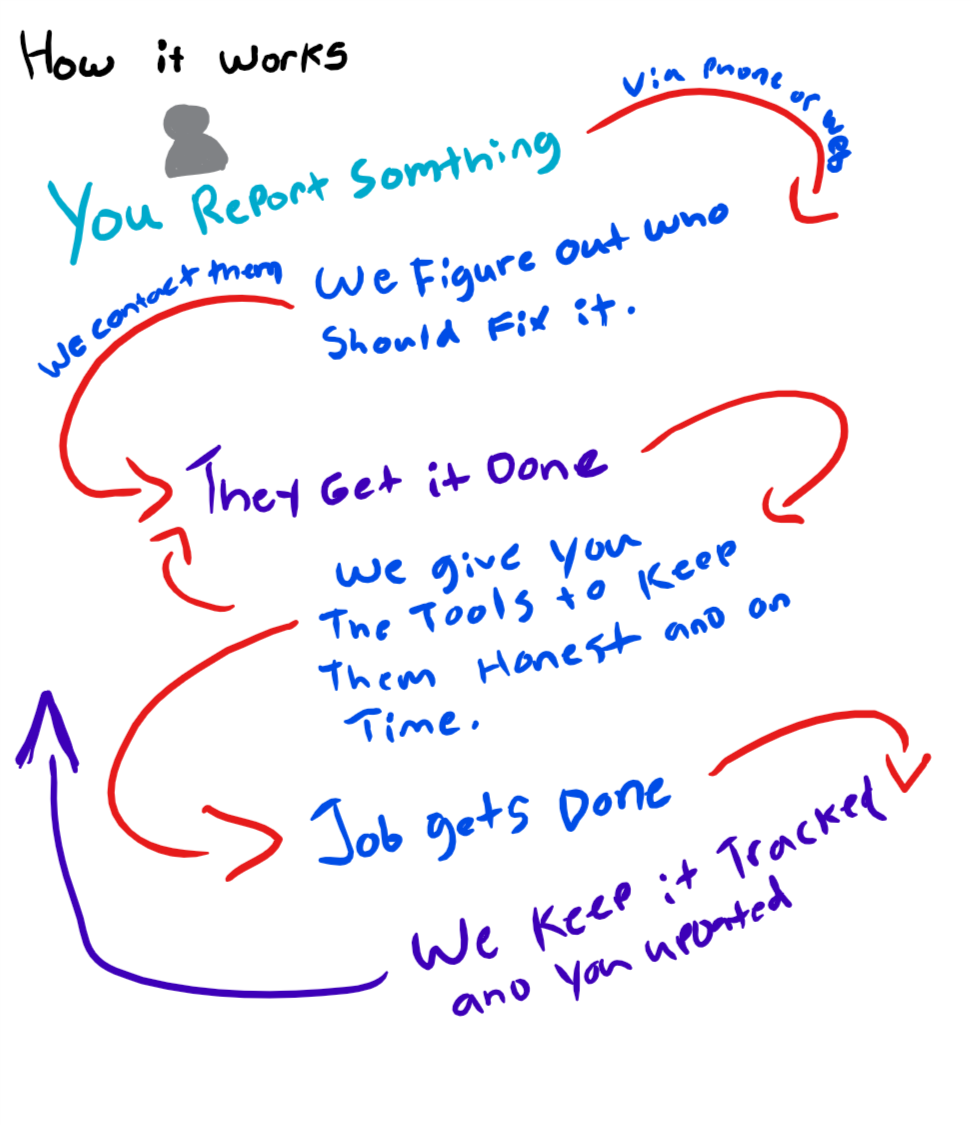 How it works
via phone or web
You Report Somthing
We Figure out who
Should Fix it.
We contact them
They Get it Done
We give you
The Tools to Keep
Them Honest and on
Time.
Job gets Done
We Keep it Tracked
and you updated